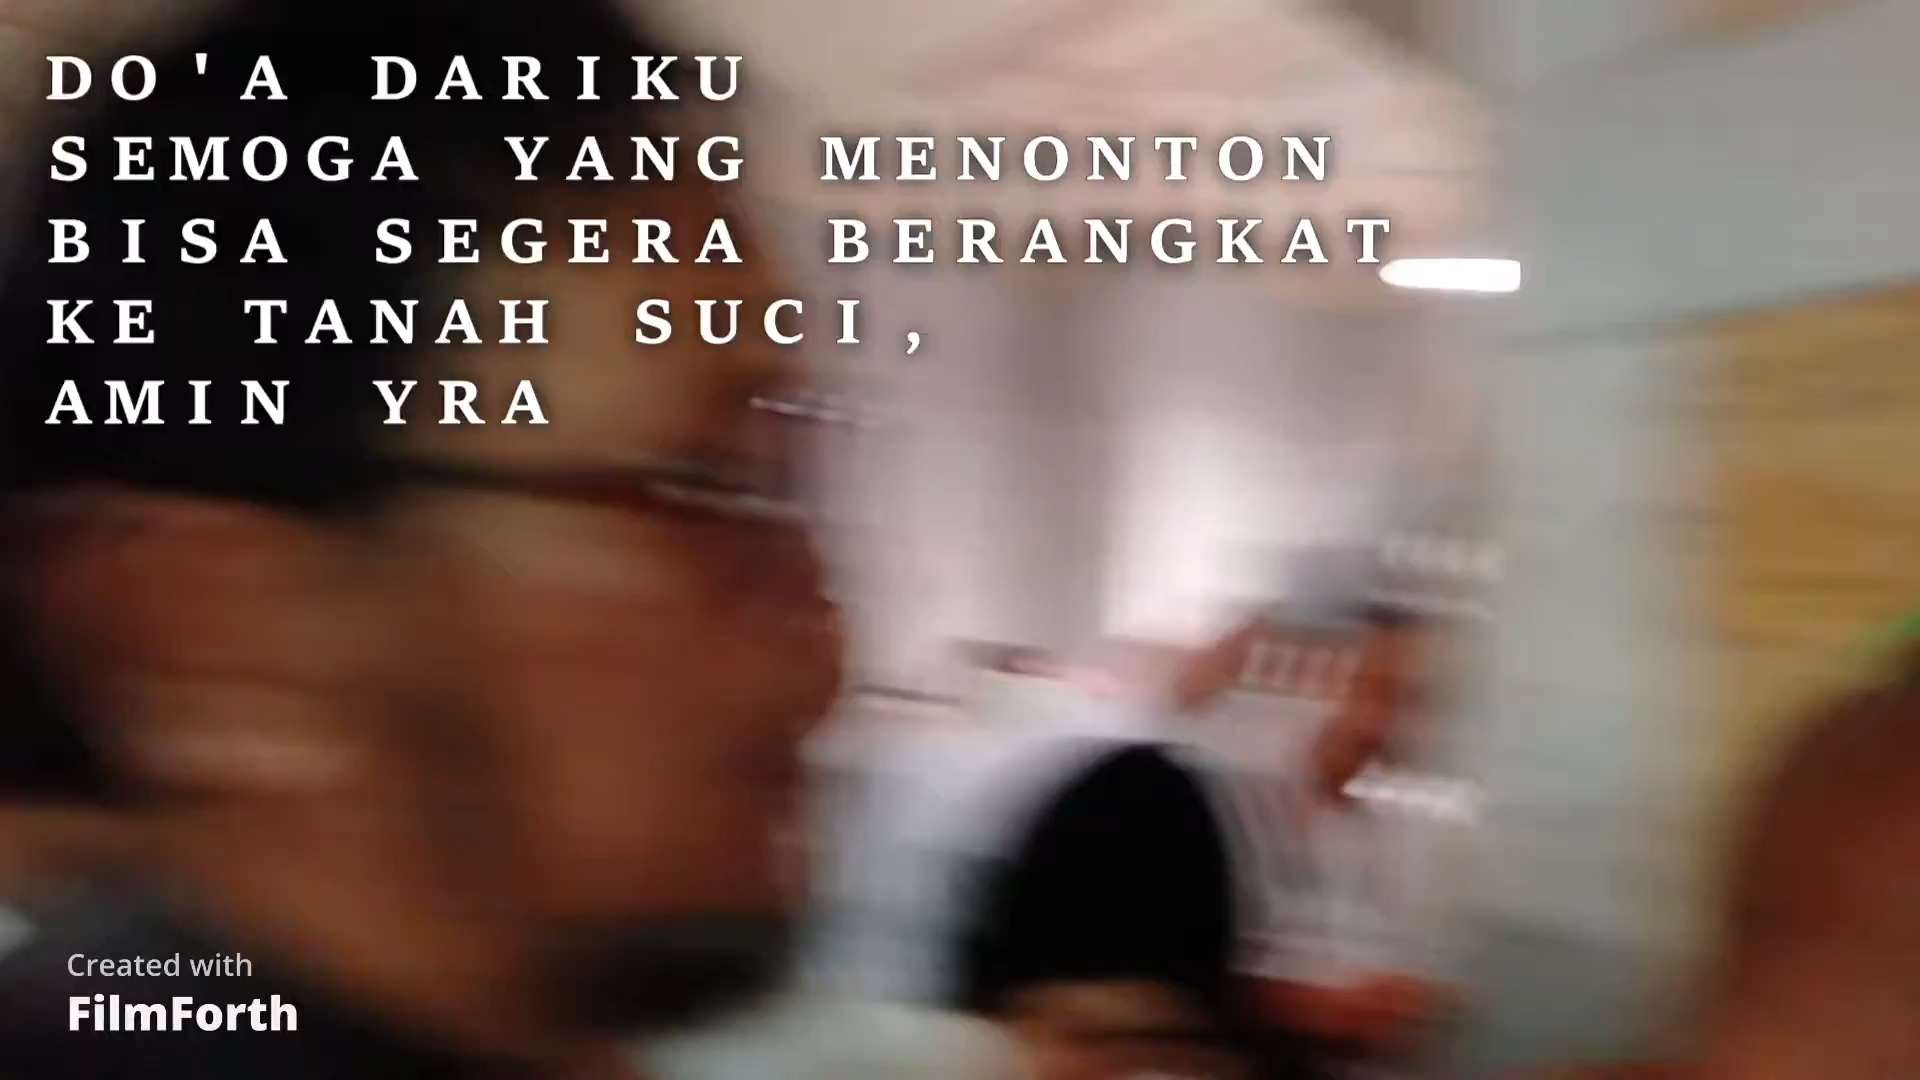 DO'A DARIKU
SEMOGA YANG MENONTON
BISA SEGERA BERANGKAT
KE TANAH SUCI,
AMIN YRA
Created with
FilmForth